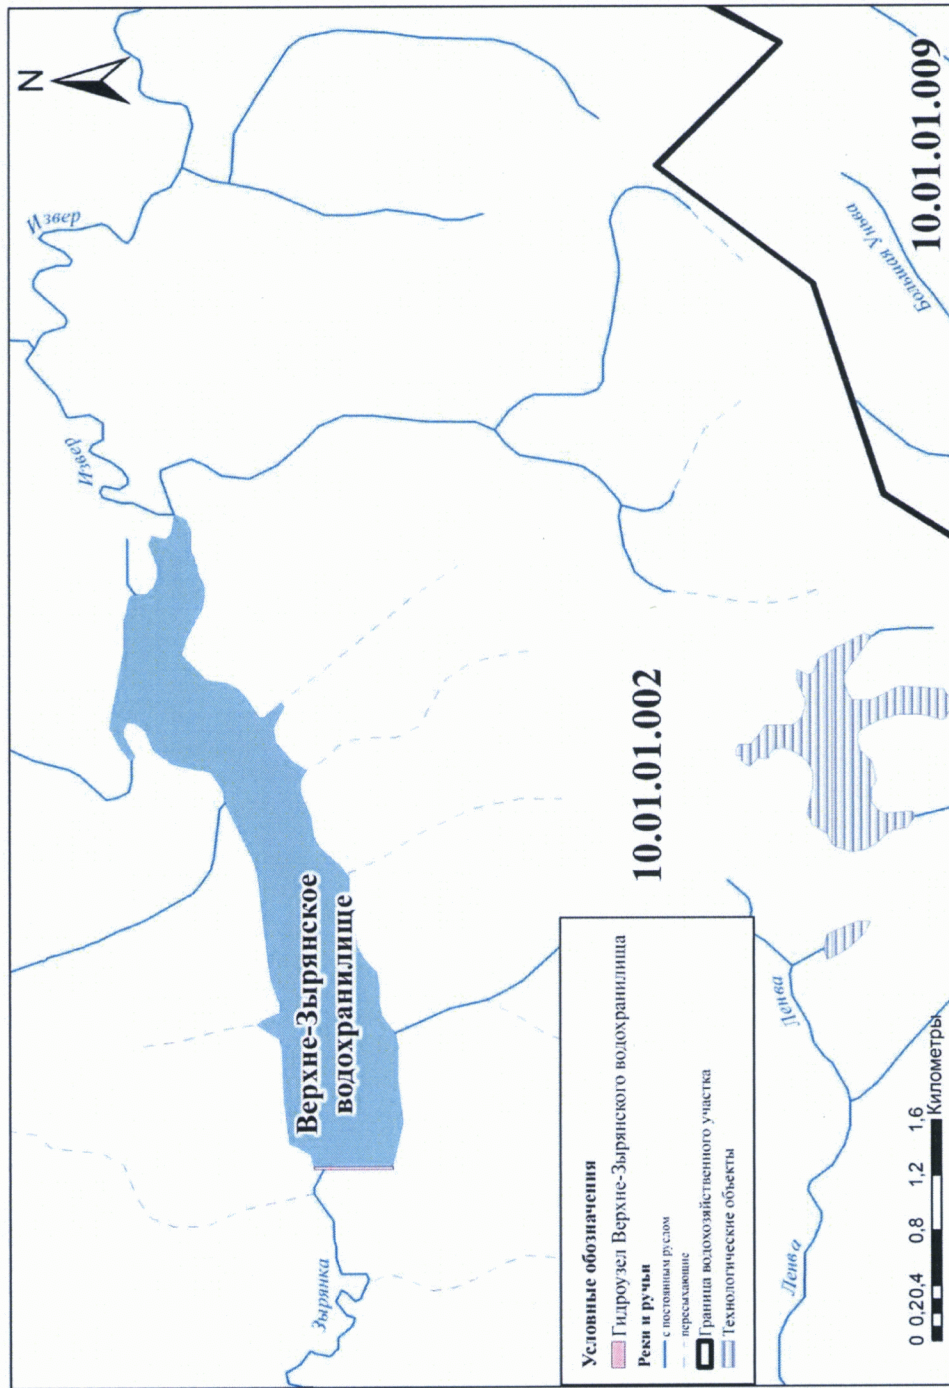 N
Извер
Извер
Большая Уньва
10.01.01.009
10.01.01.002
Верхне-Зырянское
водохранилище
Зырянка
Ленва
Ленва
Условные обозначения
Гидроузел Верхне-Зырянского водохранилища
Реки и ручьи
с постоянным руслом
пересыхающие
Граница водохозяйственного участка
Технологические объекты
0 0,20,4 0,8 1,2 1,6
Километры